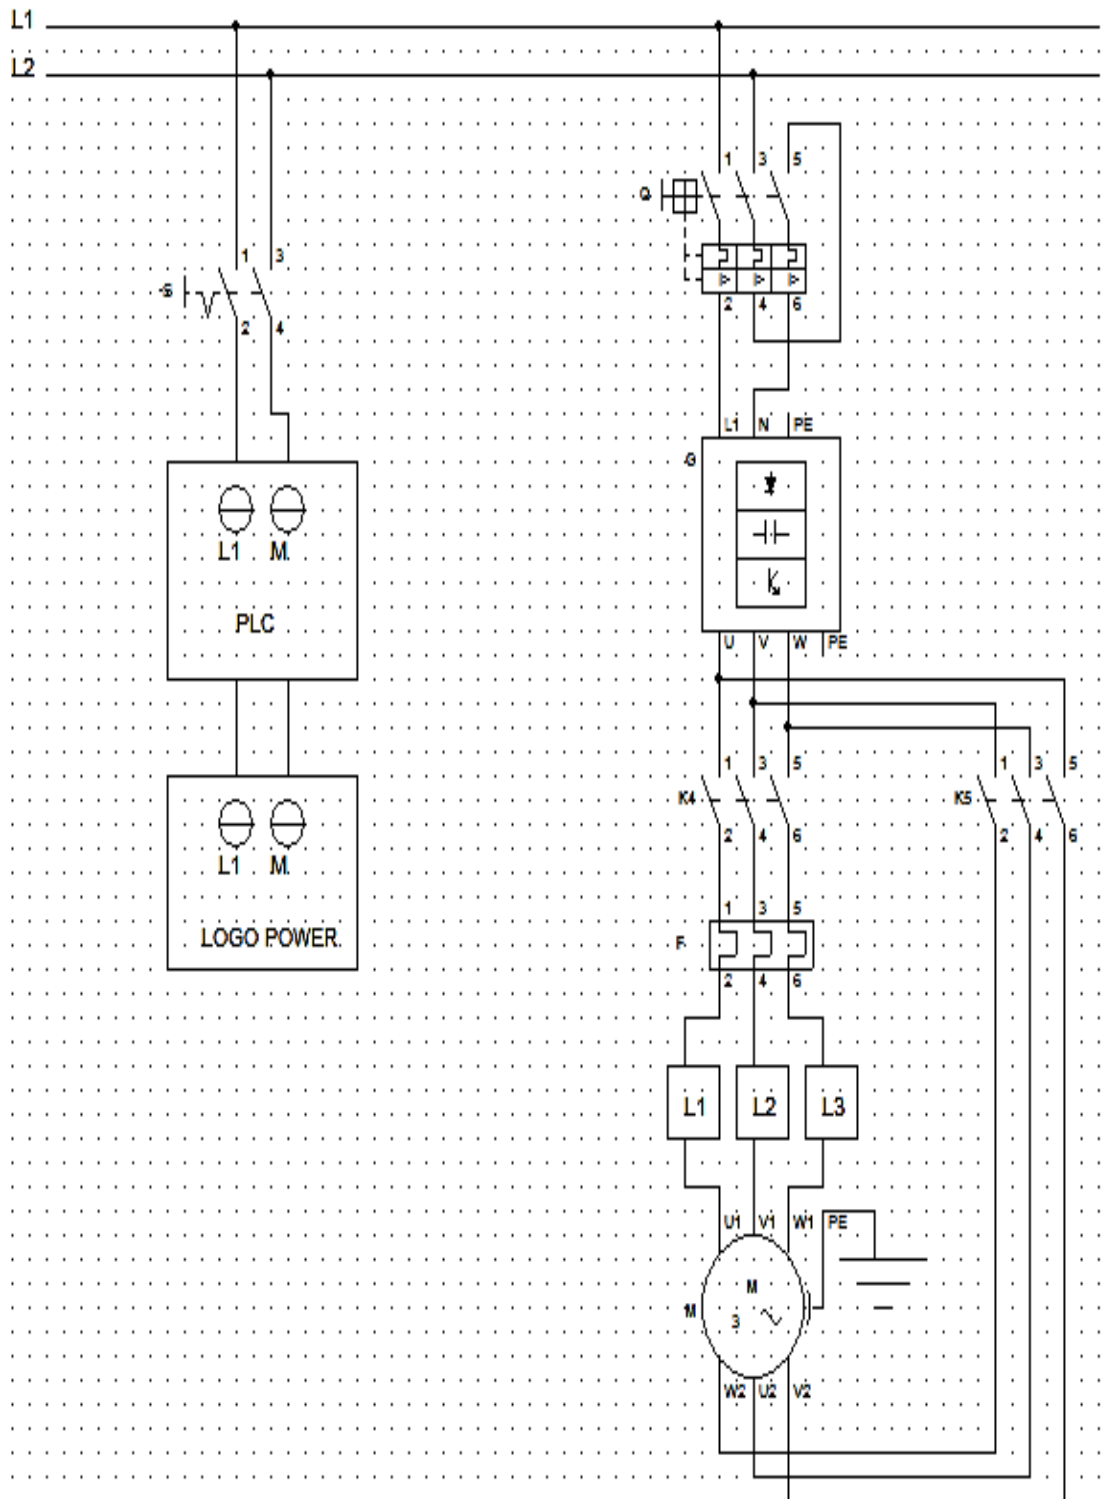 L1
L2
1 3 5
Q
1 3
-S
2 4
2 4 6
L1 N PE
-G
L1 M
PLC
U V W PE
1 3 5 1 3 5
K4 K5
2 4 6 2 4 6
L1 M
1 3 5
LOGO POWER
F
2 4 6
L1 L2 L3
U1 V1 W1 PE
M
M
3
W2 U2 V2